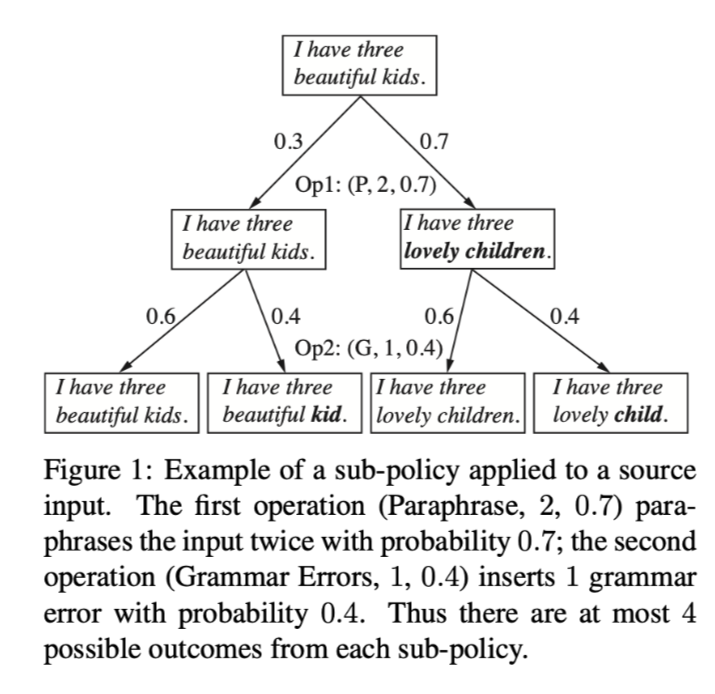 I have three
beautiful kids.
0.3
0.7
Op1: (P, 2, 0.7)
I have three
beautiful kids.
I have three
lovely children.
0.6
0.4
0.6
0.4
Op2: (G, 1, 0.4)
I have three
beautiful kids.
I have three
beautiful kid.
I have three
lovely children.
I have three
lovely child.
Figure 1: Example of a sub-policy applied to a source
input. The first operation (Paraphrase, 2, 0.7) para-
phrases the input twice with probability 0.7; the second
operation (Grammar Errors, 1, 0.4) inserts 1 grammar
error with probability 0.4. Thus there are at most 4
possible outcomes from each sub-policy.